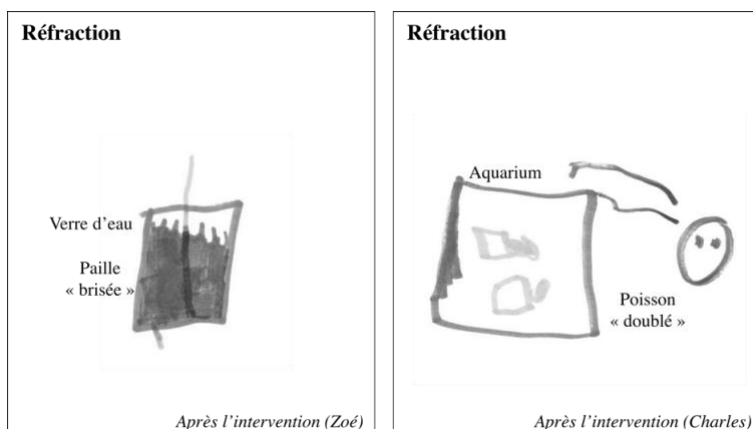 Réfraction
Verre d'eau
Paille
« brisée »
Après l'intervention (Zoé)
Réfraction
Aquarium
Poisson
« doublé »
Après l'intervention (Charles)